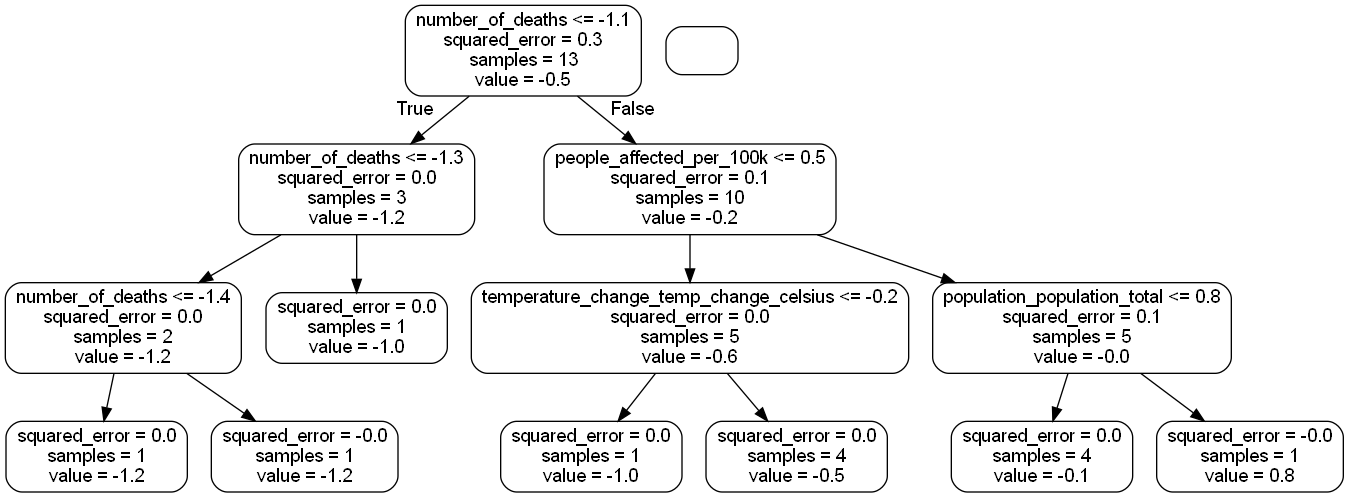 number_of_deaths <= -1.1
squared_error = 0.3
samples = 13
value = -0.5
True
False
number_of_deaths <= -1.3
squared_error = 0.0
samples = 3
value = -1.2
people_affected_per_100k <= 0.5
squared_error = 0.1
samples = 10
value = -0.2
number_of_deaths <= -1.4
squared_error = 0.0
samples = 2
value = -1.2
squared_error = 0.0
samples = 1
value = -1.0
temperature_change_temp_change_celsius <= -0.2
squared_error = 0.0
samples = 5
value = -0.6
population_population_total <= 0.8
squared_error = 0.1
samples = 5
value = -0.0
squared_error = 0.0
samples = 1
value = -1.2
squared_error = -0.0
samples = 1
value = -1.2
squared_error = 0.0
samples = 1
value = -1.0
squared_error = 0.0
samples = 4
value = -0.5
squared_error = 0.0
samples = 4
value = -0.1
squared_error = -0.0
samples = 1
value = 0.8